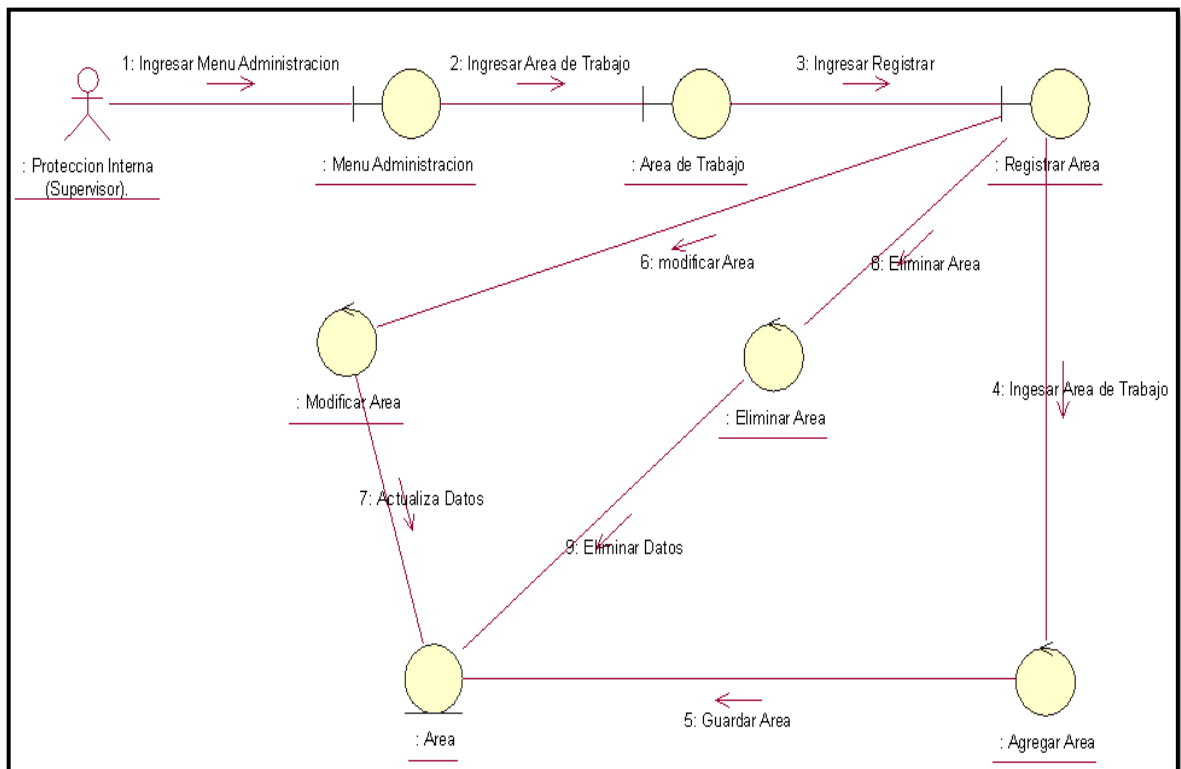 1: Ingresar Menu Administracion
2: Ingresar Area de Trabajo
3: Ingresar Registrar
: Proteccion Interna
(Supervisor).
: Menu Administracion
: Area de Trabajo
: Registrar Area
6: modificar Area
8: Eliminar Area
: Modificar Area
: Eliminar Area
4: Ingesar Area de Trabajo
7: Actualiza Datos
9: Eliminar Datos
5: Guardar Area
: Area
: Agregar Area